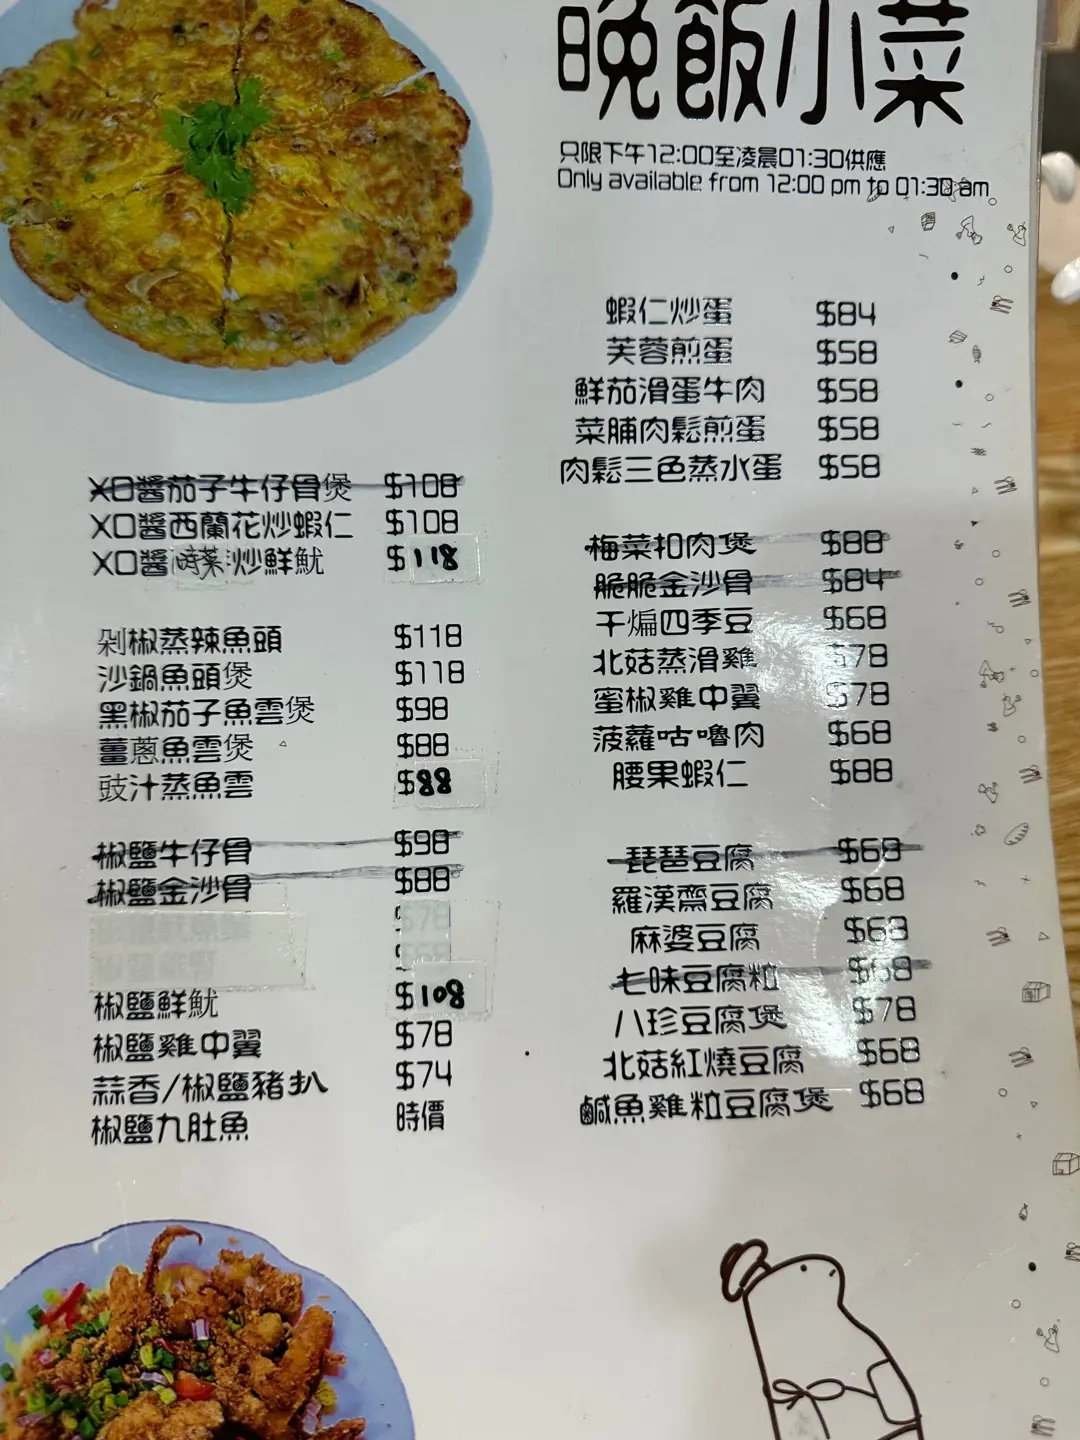 晚飯小菜
只限下午12:00至凌晨01:30供應
Only available from 12:00 pm to 01:30 am
XO醬茄子牛仔骨煲 $108
XO醬西蘭花炒蝦仁 $108
XO醬時菜炒鮮魷 $118
剁椒蒸辣魚頭 $118
沙鍋魚頭煲 $118
黑椒茄子魚雲煲 $98
薑蔥魚雲煲 $88
豉汁蒸魚雲 $88
椒鹽牛仔骨 $98
椒鹽金沙骨 $88
$78
$68
椒鹽鮮魷 $108
椒鹽雞中翼 $78
蒜香/椒鹽豬扒 $74
椒鹽九肚魚 時價
蝦仁炒蛋 $84
芙蓉煎蛋 $58
鮮茄滑蛋牛肉 $58
菜脯肉鬆煎蛋 $58
肉鬆三色蒸水蛋 $58
梅菜扣肉煲 $88
脆脆金沙骨 $84
干煸四季豆 $68
北菇蒸滑雞 $78
蜜椒雞中翼 $78
菠蘿咕嚕肉 $68
腰果蝦仁 $88
琵琶豆腐 $68
羅漢齋豆腐 $68
麻婆豆腐 $68
七味豆腐粒 $68
八珍豆腐煲 $78
北菇紅燒豆腐 $68
鹹魚雞粒豆腐煲 $68